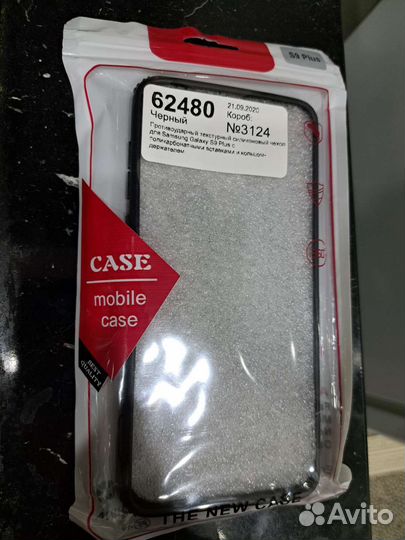 S9 Plus
62480
21.09.2020
Черный
Короб:
№3124
Противоударный текстурный силиконовый чехол
для Samsung Galaxy S9 Plus с
поликарбонатными вставками и кольцом-
держателем
CASE
mobile
case
BEST
QUALITY
THE NEW CASE
Avito